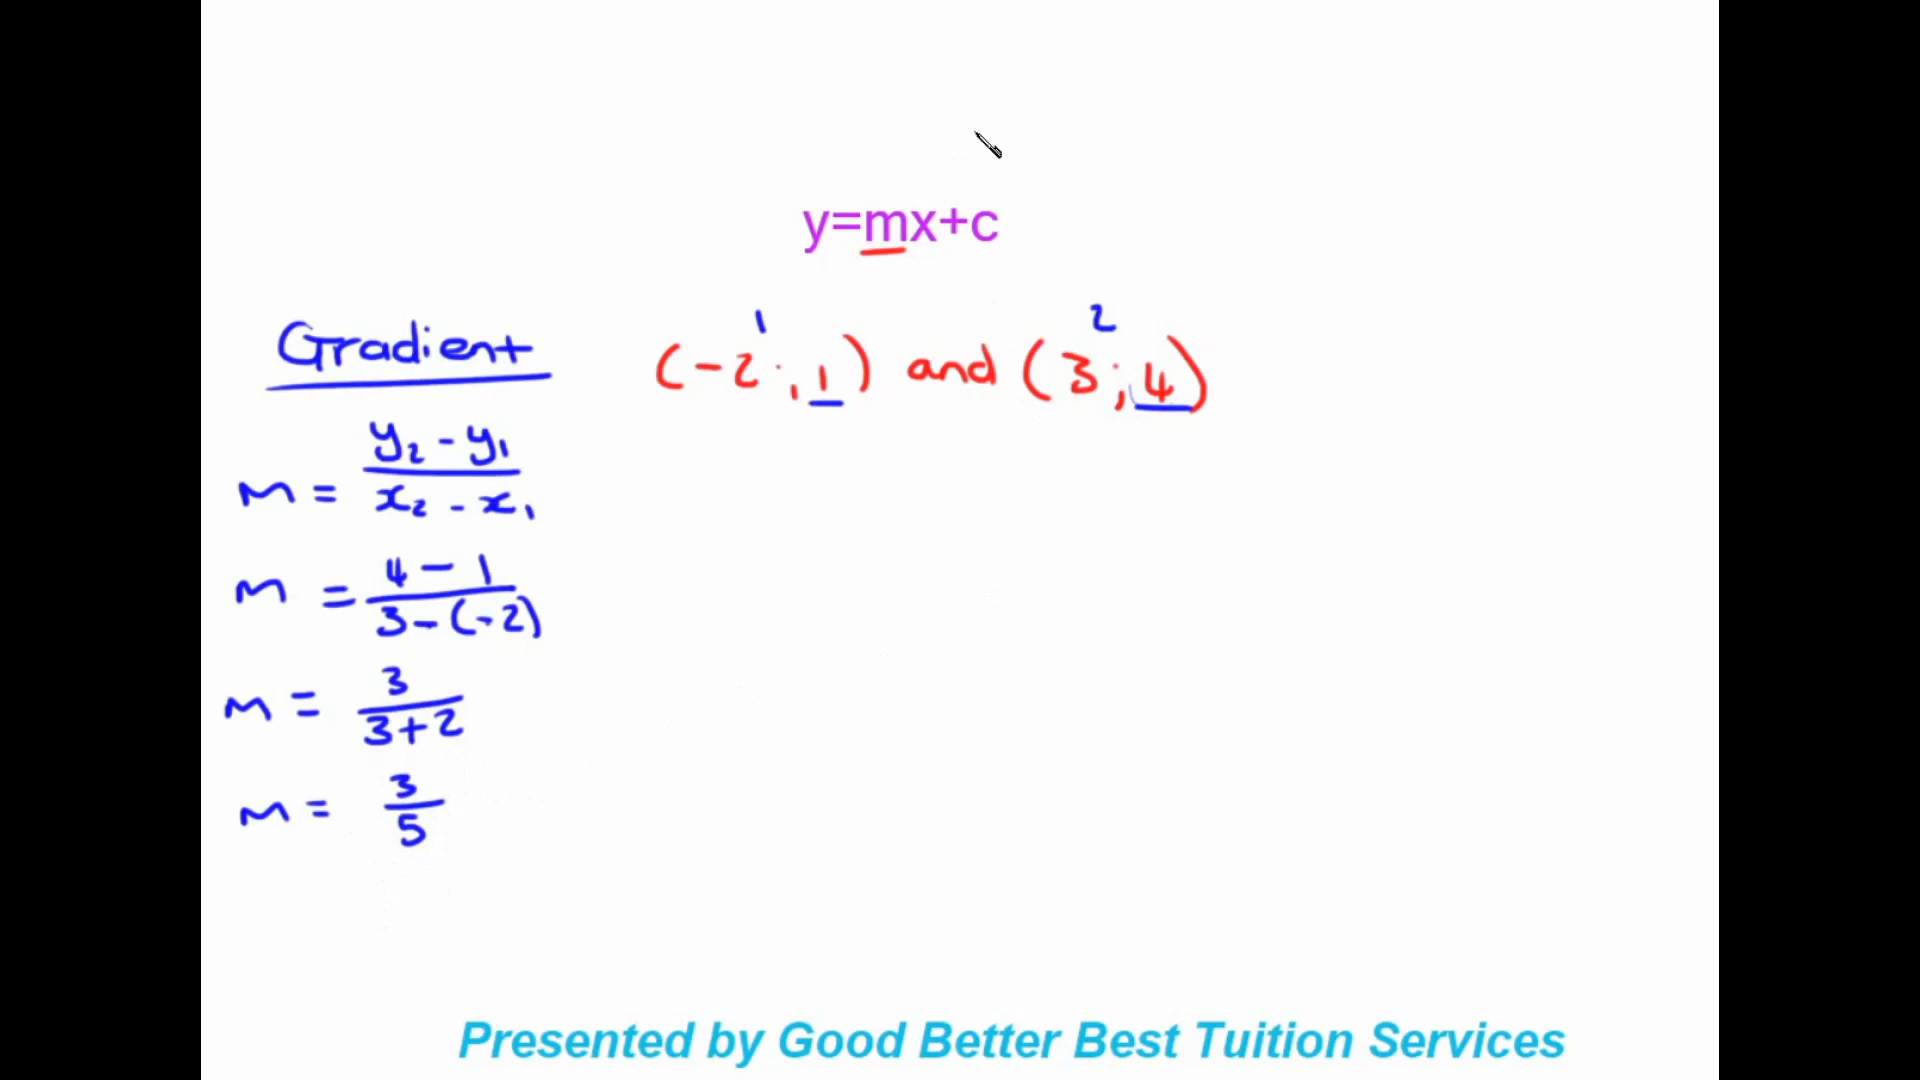 y=mx+c
1 2
Gradient (-2 ; 1) and (3 ; 4)
m = y₂ - y₁ / x₂ - x₁
m = 4 - 1 / 3 - (-2)
m = 3 / 3 + 2
m = 3 / 5
Presented by Good Better Best Tuition Services